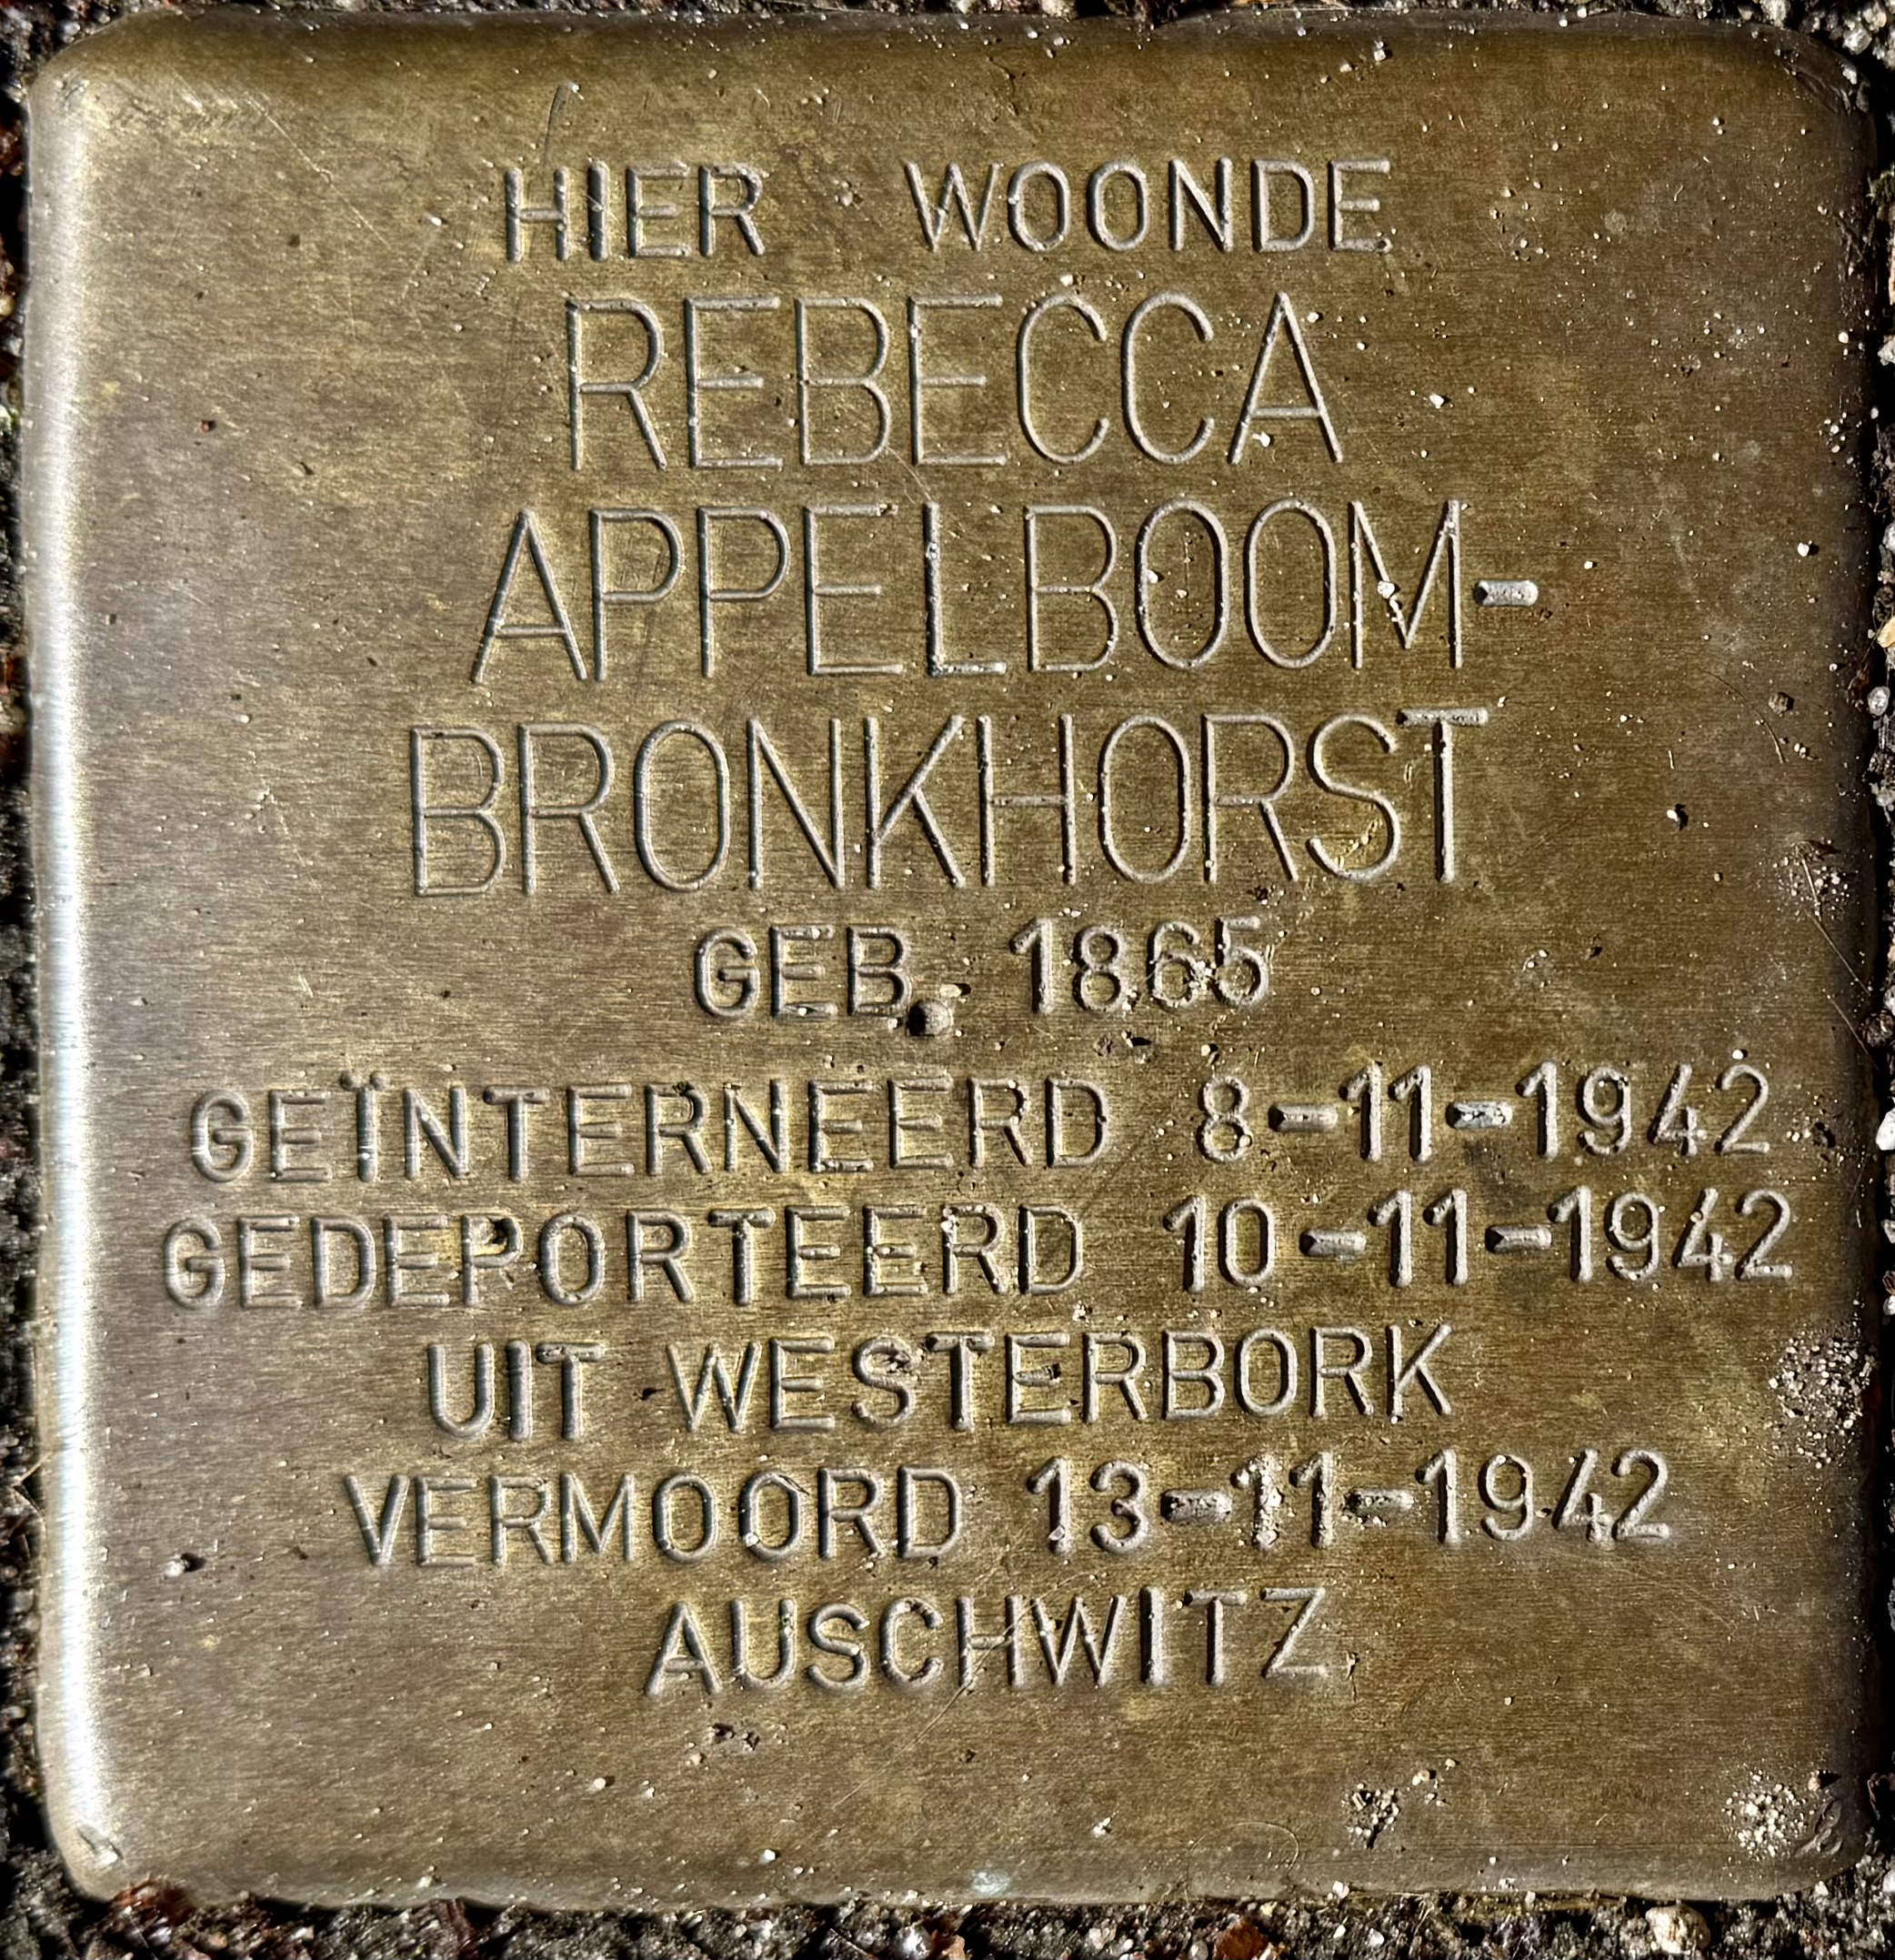 HIER WOONDE
REBECCA
APPELBOOM-
BRONKHORST
GEB. 1865
GEÏNTERNEERD 8-11-1942
GEDEPORTEERD 10-11-1942
UIT WESTERBORK
VERMOORD 13-11-1942
AUSCHWITZ